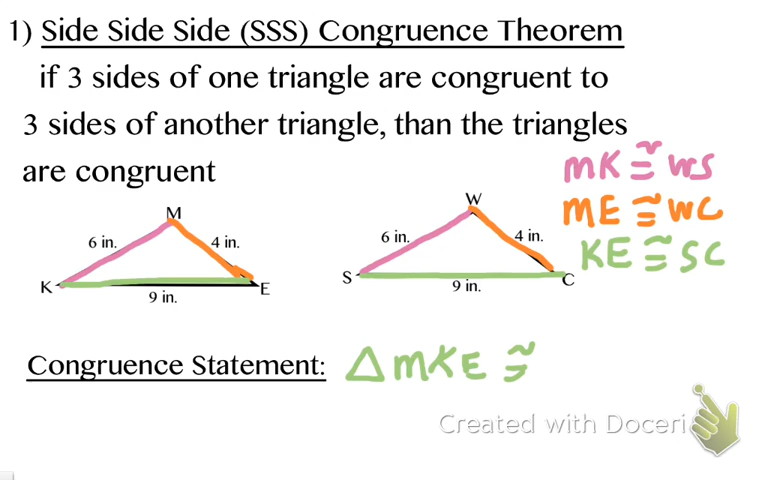 1) Side Side Side (SSS) Congruence Theorem
if 3 sides of one triangle are congruent to
3 sides of another triangle, than the triangles
are congruent
MK ≅ WS
ME ≅ WC
KE ≅ SC
M
6 in.
4 in.
K
E
9 in.
W
6 in.
4 in.
S
C
9 in.
Congruence Statement: △MKE ≅
Created with Doceri